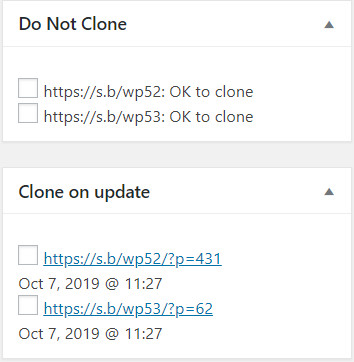 Do Not Clone
https://s.b/wp52: OK to clone
https://s.b/wp53: OK to clone
Clone on update
https://s.b/wp52/?p=431
Oct 7, 2019 @ 11:27
https://s.b/wp53/?p=62
Oct 7, 2019 @ 11:27